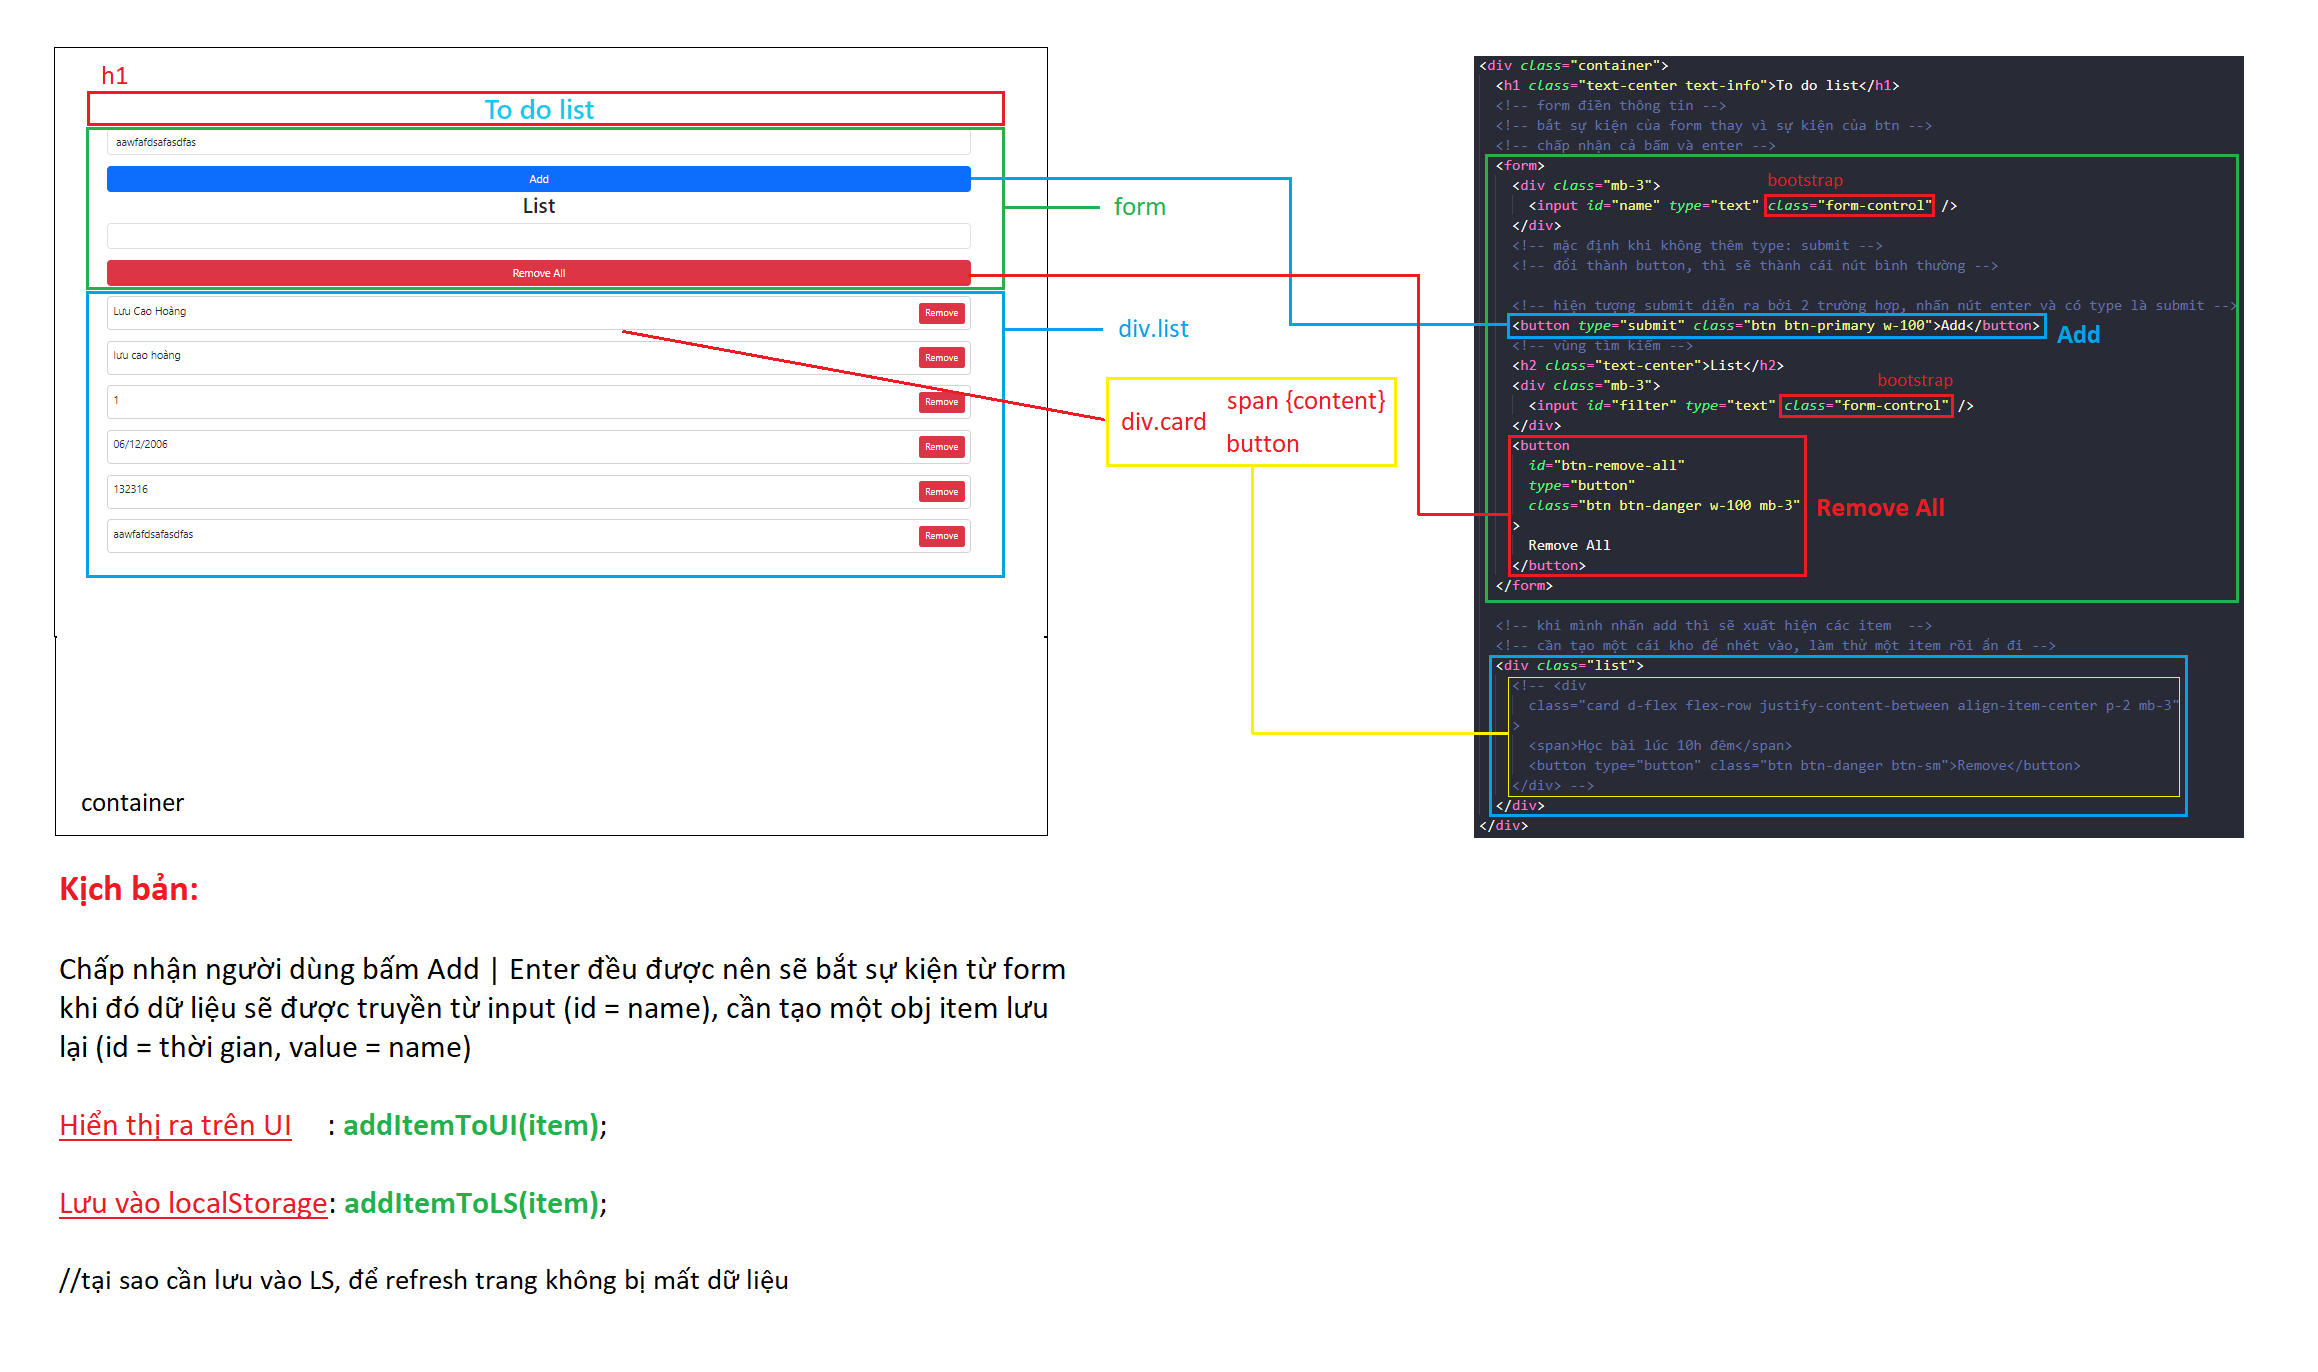 h1
To do list
aawfafdsafasdfas
Add
List
Remove All
Lưu Cao Hoàng
Remove
lưu cao hoàng
Remove
1
Remove
06/12/2006
Remove
132316
Remove
aawfafdsafasdfas
Remove
container
form
div.list
div.card
span {content}
button
<div class="container">
<h1 class="text-center text-info">To do list</h1>
<!-- form điền thông tin -->
<!-- bắt sự kiện của form thay vì sự kiện của btn -->
<!-- chấp nhận cả bấm và enter -->
<form>
bootstrap
<div class="mb-3">
<input id="name" type="text" class="form-control" />
</div>
<!-- mặc định khi không thêm type: submit -->
<!-- đổi thành button, thì sẽ thành cái nút bình thường -->
<!-- hiện tượng submit diễn ra bởi 2 trường hợp, nhấn nút enter và có type là submit -->
<button type="submit" class="btn btn-primary w-100">Add</button>
Add
<!-- vùng tìm kiếm -->
<h2 class="text-center">List</h2>
bootstrap
<div class="mb-3">
<input id="filter" type="text" class="form-control" />
</div>
<button
id="btn-remove-all"
type="button"
class="btn btn-danger w-100 mb-3"
Remove All
>
Remove All
</button>
</form>
<!-- khi mình nhấn add thì sẽ xuất hiện các item  -->
<!-- cần tạo một cái kho để nhét vào, làm thử một item rồi ẩn đi -->
<div class="list">
<!-- <div
class="card d-flex flex-row justify-content-between align-item-center p-2 mb-3"
>
<span>Học bài lúc 10h đêm</span>
<button type="button" class="btn btn-danger btn-sm">Remove</button>
</div> -->
</div>
</div>
Kịch bản:
Chấp nhận người dùng bấm Add | Enter đều được nên sẽ bắt sự kiện từ form
khi đó dữ liệu sẽ được truyền từ input (id = name), cần tạo một obj item lưu
lại (id = thời gian, value = name)
Hiển thị ra trên UI : addItemToUI(item);
Lưu vào localStorage: addItemToLS(item);
//tại sao cần lưu vào LS, để refresh trang không bị mất dữ liệu